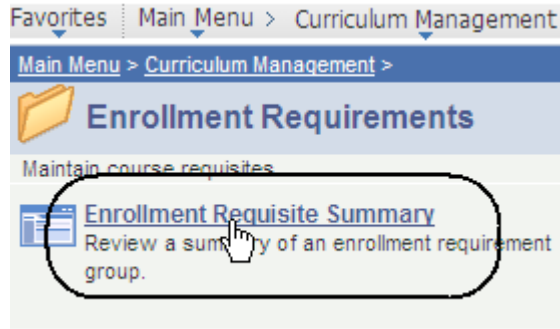 Favorites Main Menu > Curriculum Management
Main Menu > Curriculum Management >
Enrollment Requirements
Maintain course requisites
Enrollment Requisite Summary
Review a summary of an enrollment requirement
group.